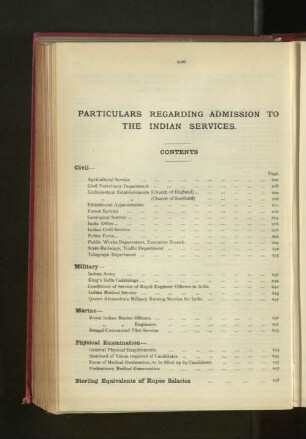 PARTICULARS REGARDING ADMISSION TO
THE INDIAN SERVICES.
CONTENTS
Civil—
Page
Agricultural Service
Civil Veterinary Department
Ecclesiastical Establishments (Church of England)
" " (Church of Scotland)
Educational Appointments
Forest Service
Geological Survey
India Office
Indian Civil Service
Police Force
Public Works Department, Executive Branch
State Railways, Traffic Department
Telegraph Department
Military—
Indian Army
King's India Cadetships
Conditions of Service of Royal Engineer Officers in India
Indian Medical Service
Queen Alexandra's Military Nursing Service for India
Marine—
Royal Indian Marine Officers
" " Engineers
Bengal Covenanted Pilot Service
Physical Examination—
General Physical Requirements
Standard of Vision required of Candidates
Form of Medical Declaration, to be filled up by Candidates
Preliminary Medical Examination
Sterling Equivalents of Rupee Salaries